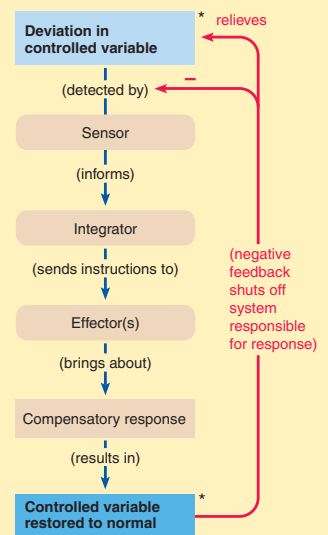 Deviation in
controlled variable
*
relieves
–
(detected by)
Sensor
(informs)
Integrator
(sends instructions to)
Effector(s)
(brings about)
Compensatory response
(results in)
Controlled variable
restored to normal
*
(negative
feedback
shuts off
system
responsible
for response)